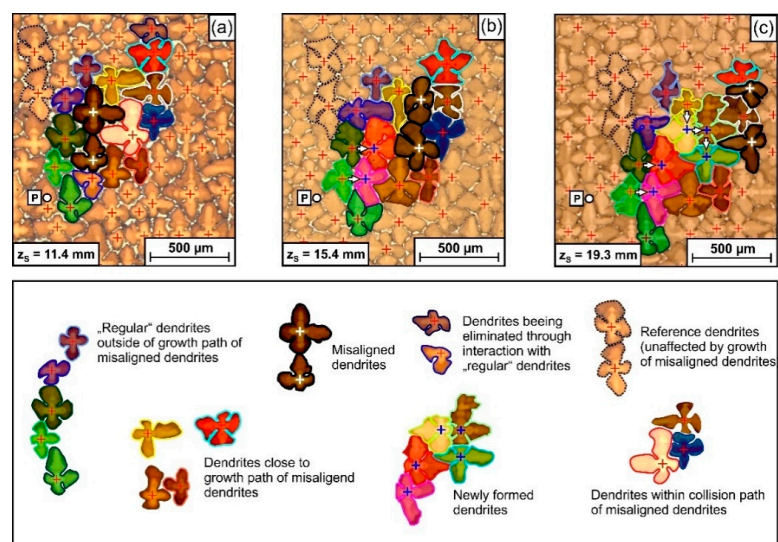 (a)
(b)
(c)
P
P
P
zS = 11.4 mm
500 µm
zS = 15.4 mm
500 µm
zS = 19.3 mm
500 µm
„Regular“ dendrites
outside of growth path of
misaligned dendrites
Misaligned
dendrites
Dendrites beeing
eliminated through
interaction with
„regular“ dendrites
Reference dendrites
(unaffected by growth
of misaligned dendrites
Dendrites close to
growth path of misaligend
dendrites
Newly formed
dendrites
Dendrites within collision path
of misaligned dendrites